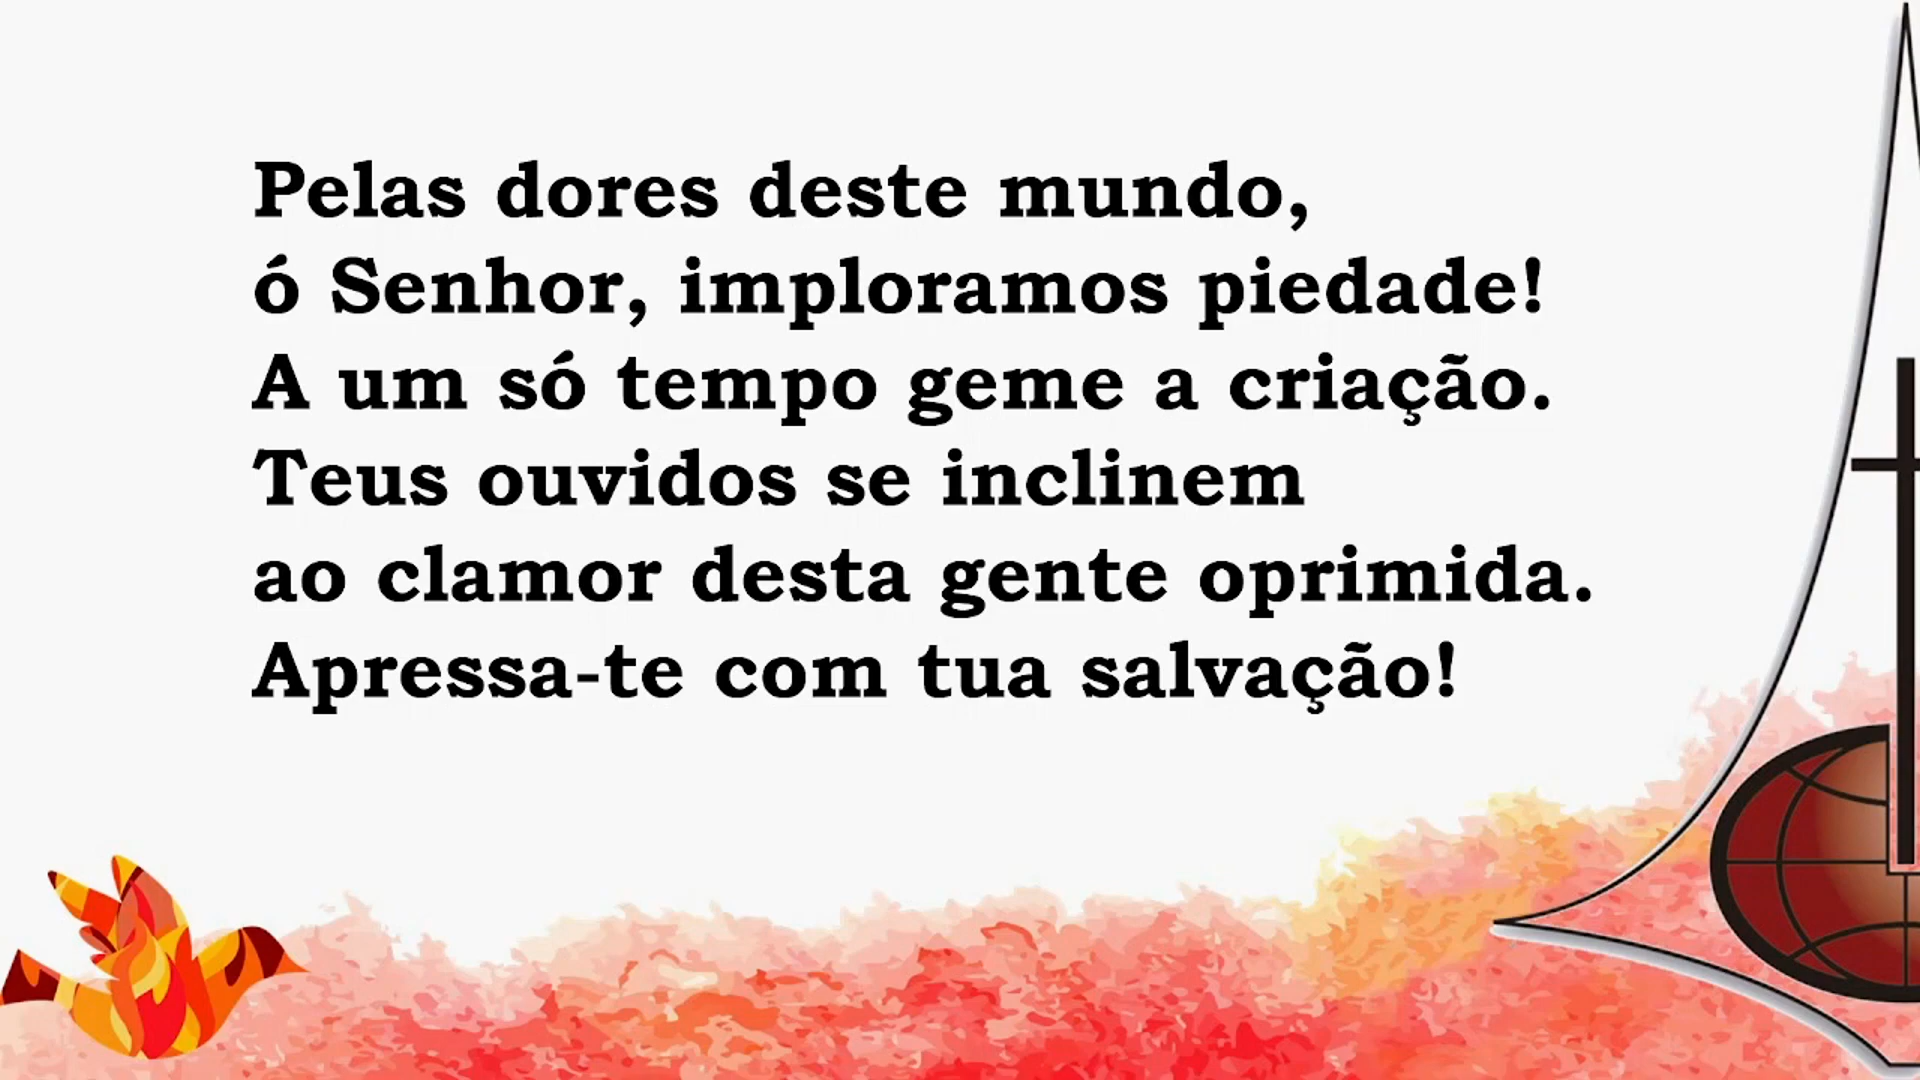 Pelas dores deste mundo,
ó Senhor, imploramos piedade!
A um só tempo geme a criação.
Teus ouvidos se inclinem
ao clamor desta gente oprimida.
Apressa-te com tua salvação!